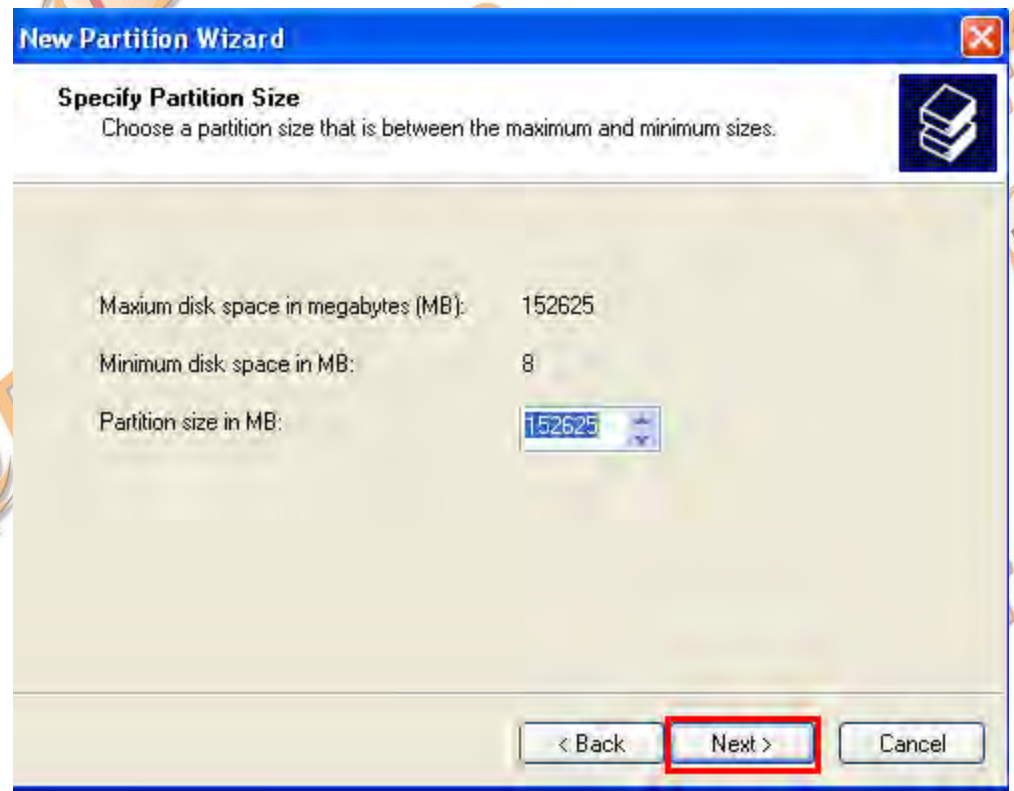 New Partition Wizard
Specify Partition Size
Choose a partition size that is between the maximum and minimum sizes.
Maxium disk space in megabytes (MB): 152625
Minimum disk space in MB: 8
Partition size in MB: 152625
< Back Next > Cancel